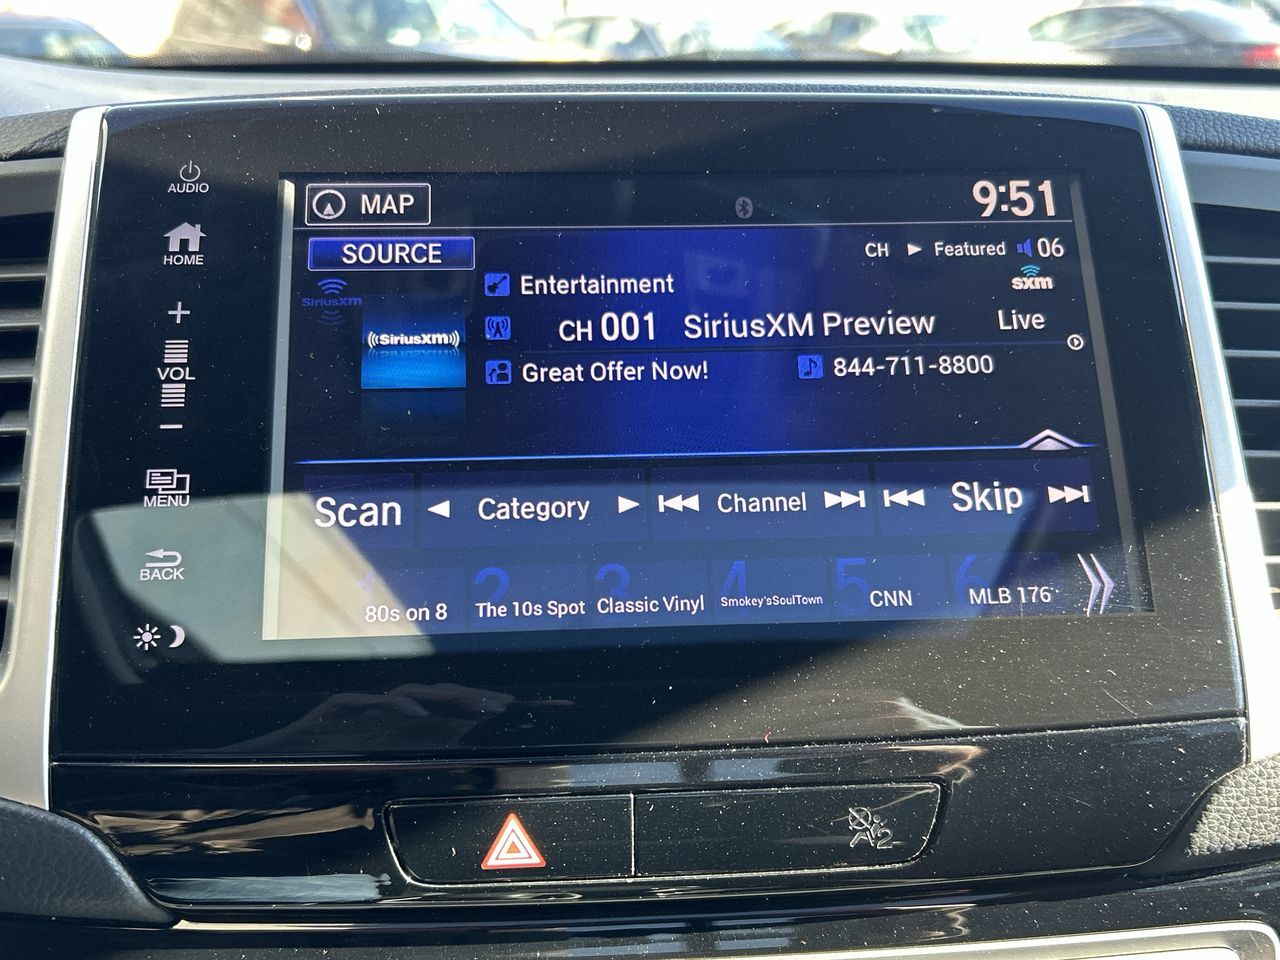 AUDIO
HOME
+
VOL
−
MENU
BACK
MAP
9:51
SOURCE
CH ▶ Featured 06
SiriusXM
Entertainment
sxm
((SiriusXM))
CH 001 SiriusXM Preview Live
Great Offer Now! 844-711-8800
Scan ◀ Category ▶ Channel Skip
1 2 3 4 5 6
80s on 8 The 10s Spot Classic Vinyl Smokey'sSoulTown CNN MLB 176
2